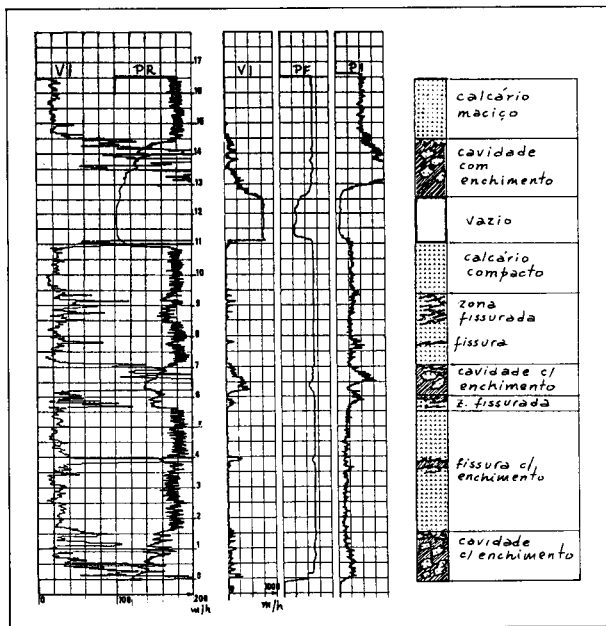 VI
PR
VI
PF
PI
17
16
15
14
13
12
11
10
9
8
7
6
5
4
3
2
1
0
0
100
200
m/h
1000
m/h
calcário
maciço
cavidade
com
enchimento
vazio
calcário
compacto
zona
fissurada
fissura
cavidade c/
enchimento
z. fissurada
fissura c/
enchimento
cavidade
c/enchimento